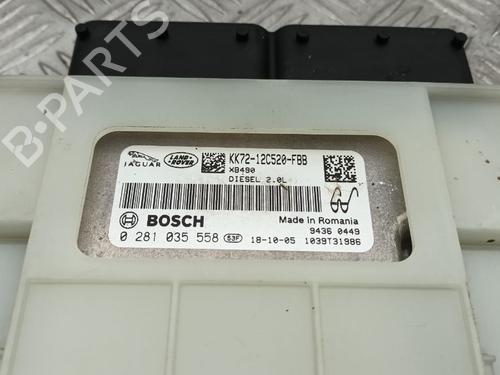 B-PARTS
JAGUAR
LAND-ROVER
KK72-12C520-FBB
XB490
DIESEL 2.0L
BOSCH
Made in Romania
9436 0449
0 281 035 558 S3F 18-10-05 1039T31986